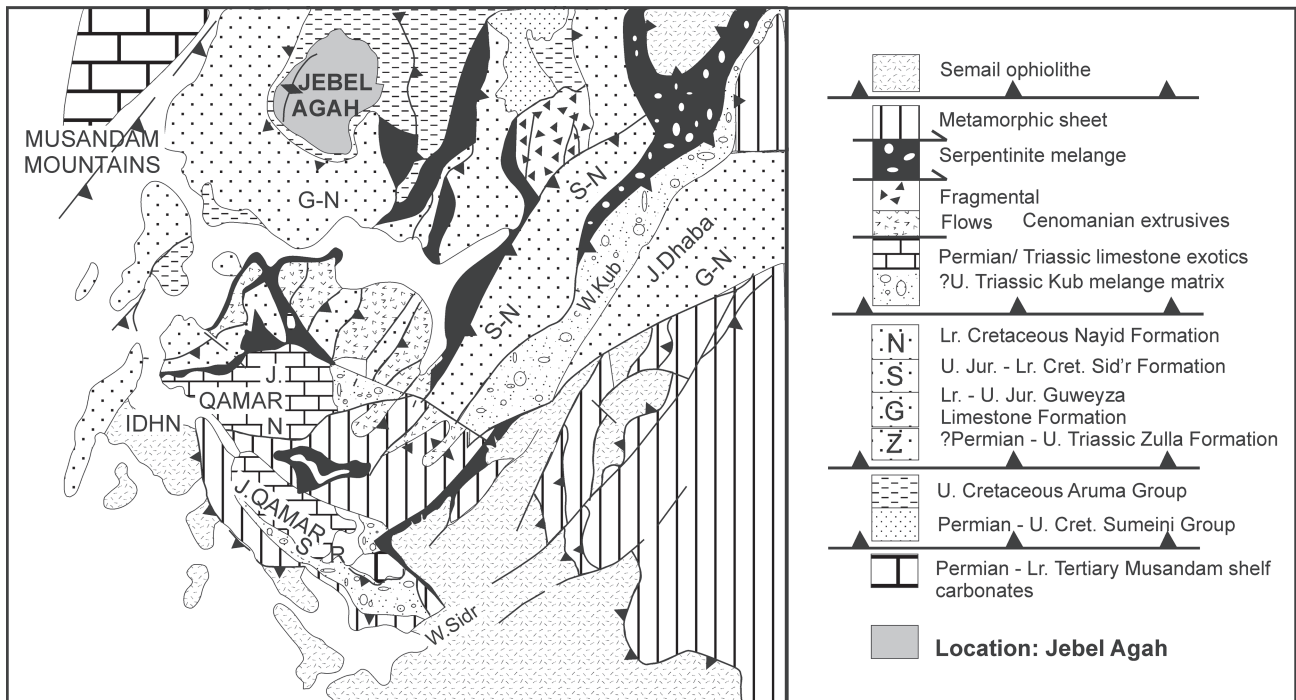 JEBEL
AGAH
MUSANDAM
MOUNTAINS
G-N
S-N
J.Dhaba
G-N
W.Kub
S-N
J.
QAMAR
N
IDHN
J.QAMAR
S
R
W.Sidr
Semail ophiolithe
Metamorphic sheet
Serpentinite melange
Fragmental
Flows Cenomanian extrusives
Permian/ Triassic limestone exotics
?U. Triassic Kub melange matrix
N Lr. Cretaceous Nayid Formation
S U. Jur. - Lr. Cret. Sid'r Formation
G Lr. - U. Jur. Guweyza
Limestone Formation
Z ?Permian - U. Triassic Zulla Formation
U. Cretaceous Aruma Group
Permian - U. Cret. Sumeini Group
Permian - Lr. Tertiary Musandam shelf
carbonates
Location: Jebel Agah